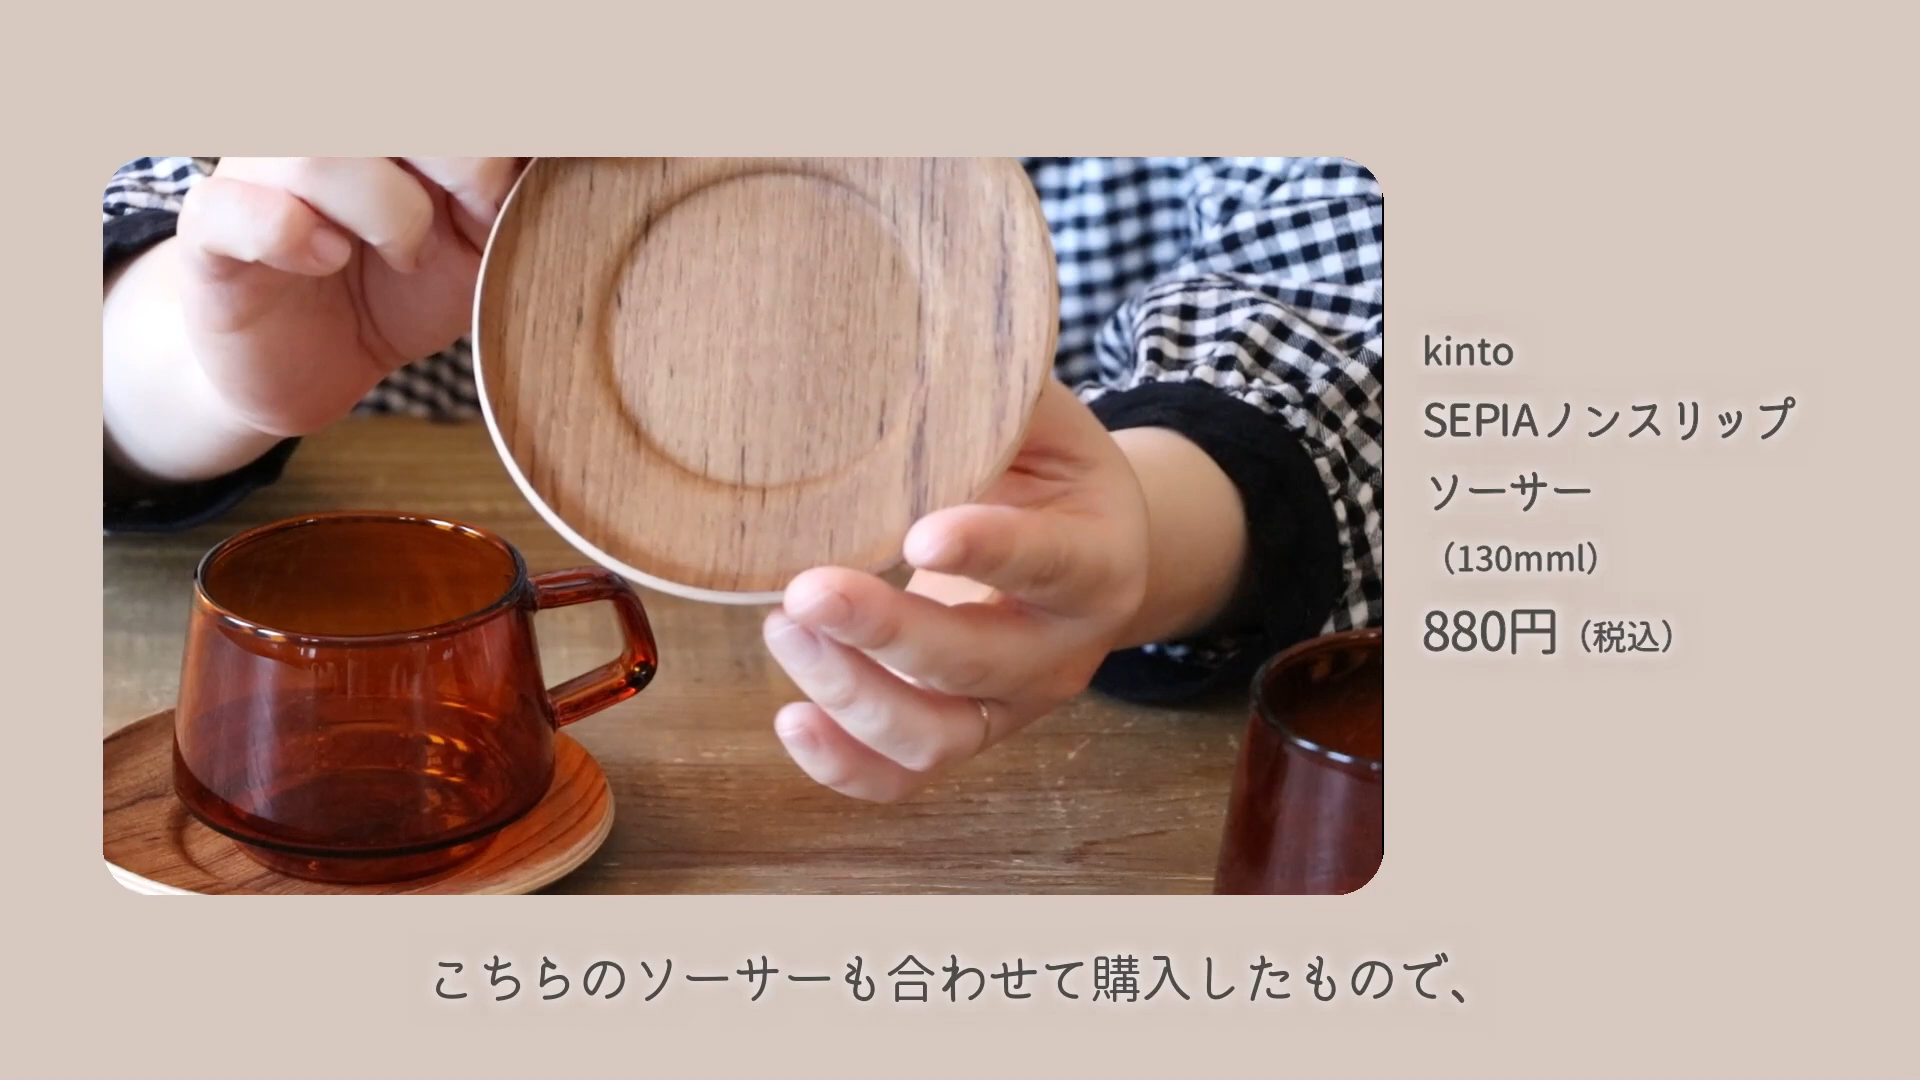 kinto
SEPIAノンスリップ
ソーサー
（130mml）
880円（税込）
こちらのソーサーも合わせて購入したもので、